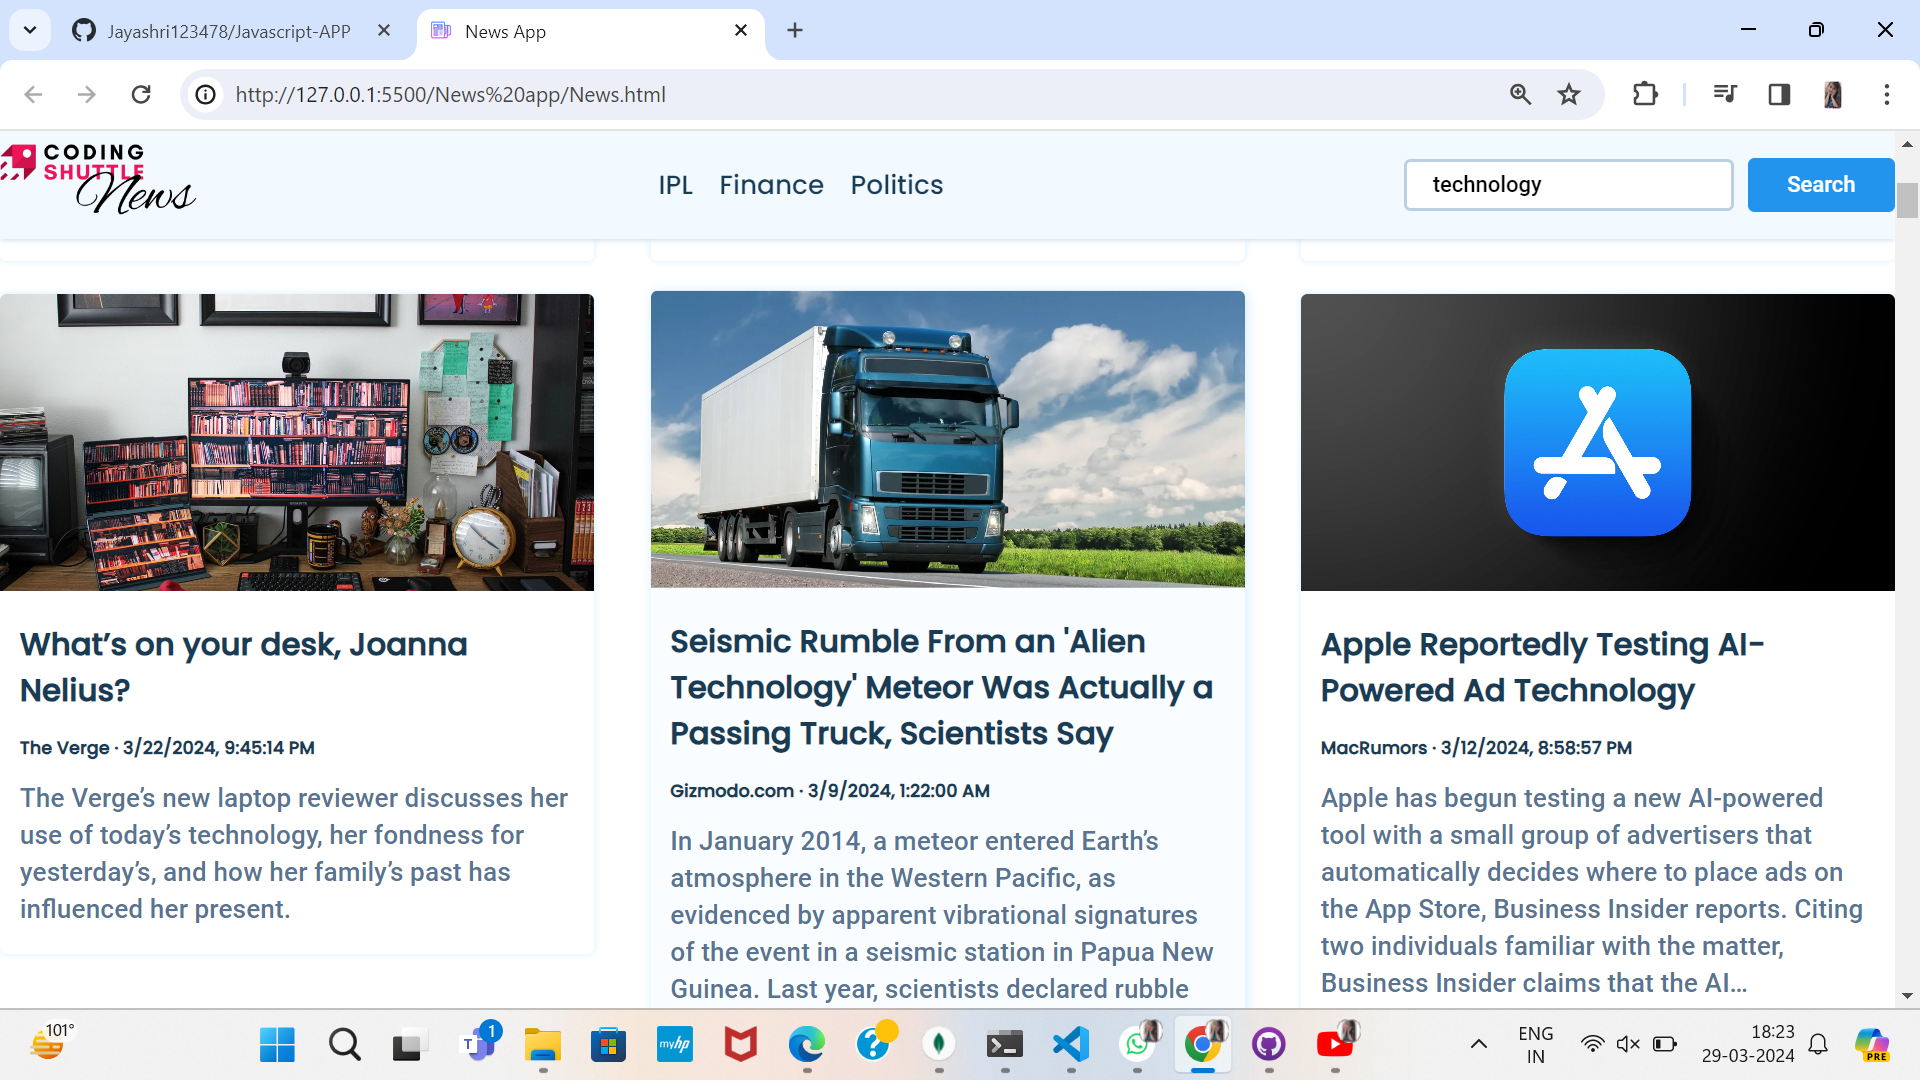 Jayashri123478/Javascript-APP
News App
http://127.0.0.1:5500/News%20app/News.html
CODING
SHUTTLE
News
IPL Finance Politics
technology
Search
What’s on your desk, Joanna
Nelius?
The Verge · 3/22/2024, 9:45:14 PM
The Verge’s new laptop reviewer discusses her
use of today’s technology, her fondness for
yesterday’s, and how her family’s past has
influenced her present.
Seismic Rumble From an 'Alien
Technology' Meteor Was Actually a
Passing Truck, Scientists Say
Gizmodo.com · 3/9/2024, 1:22:00 AM
In January 2014, a meteor entered Earth’s
atmosphere in the Western Pacific, as
evidenced by apparent vibrational signatures
of the event in a seismic station in Papua New
Guinea. Last year, scientists declared rubble
Apple Reportedly Testing AI-
Powered Ad Technology
MacRumors · 3/12/2024, 8:58:57 PM
Apple has begun testing a new AI-powered
tool with a small group of advertisers that
automatically decides where to place ads on
the App Store, Business Insider reports. Citing
two individuals familiar with the matter,
Business Insider claims that the AI…
101°
1
T
myhp
?
ENG
IN
18:23
29-03-2024
PRE